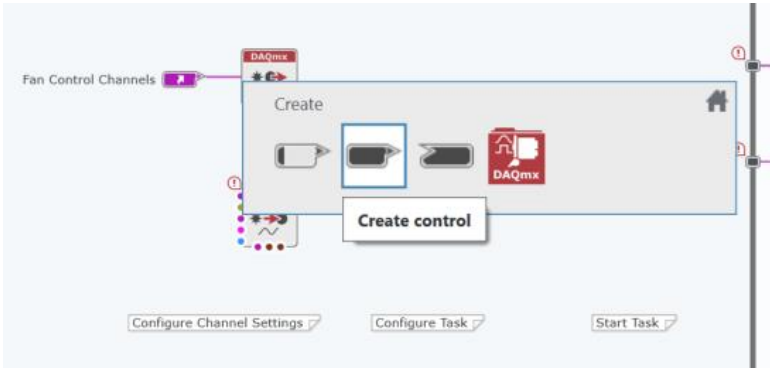 DAQmx
Fan Control Channels
Create
DAQmx
Create control
Configure Channel Settings
Configure Task
Start Task